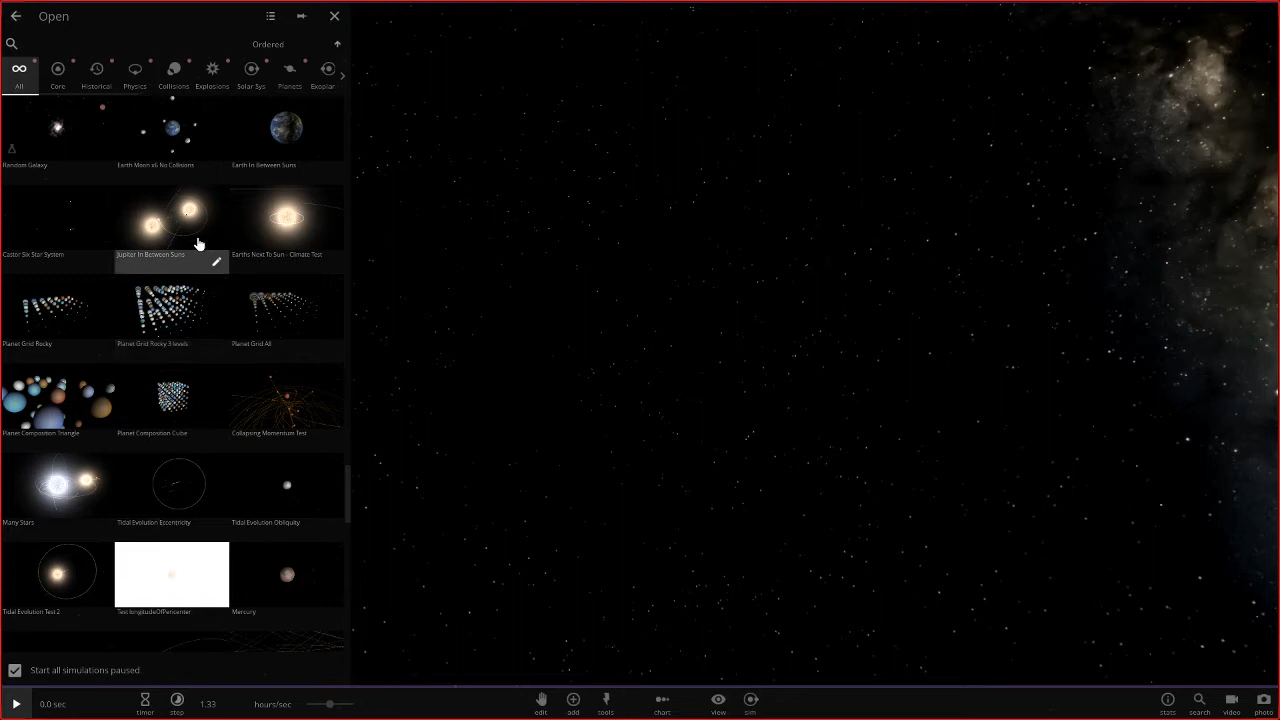 Open
Ordered
All Core Historical Physics Collisions Explosions Solar Sys Planets Exoplar
Random Galaxy Earth Moon x6 No Collisions Earth In Between Suns
Castor Six Star System Jupiter In Between Suns Earths Next To Sun - Climate Test
Planet Grid Rocky Planet Grid Rocky 3 levels Planet Grid All
Planet Composition Triangle Planet Composition Cube Collapsing Momentum Test
Many Stars Tidal Evolution Eccentricity Tidal Evolution Obliquity
Tidal Evolution Test 2 Test longitudeOfPericenter Mercury
Start all simulations paused
0.0 sec timer step 1.33 hours/sec edit add tools chart view sim stats search video photo